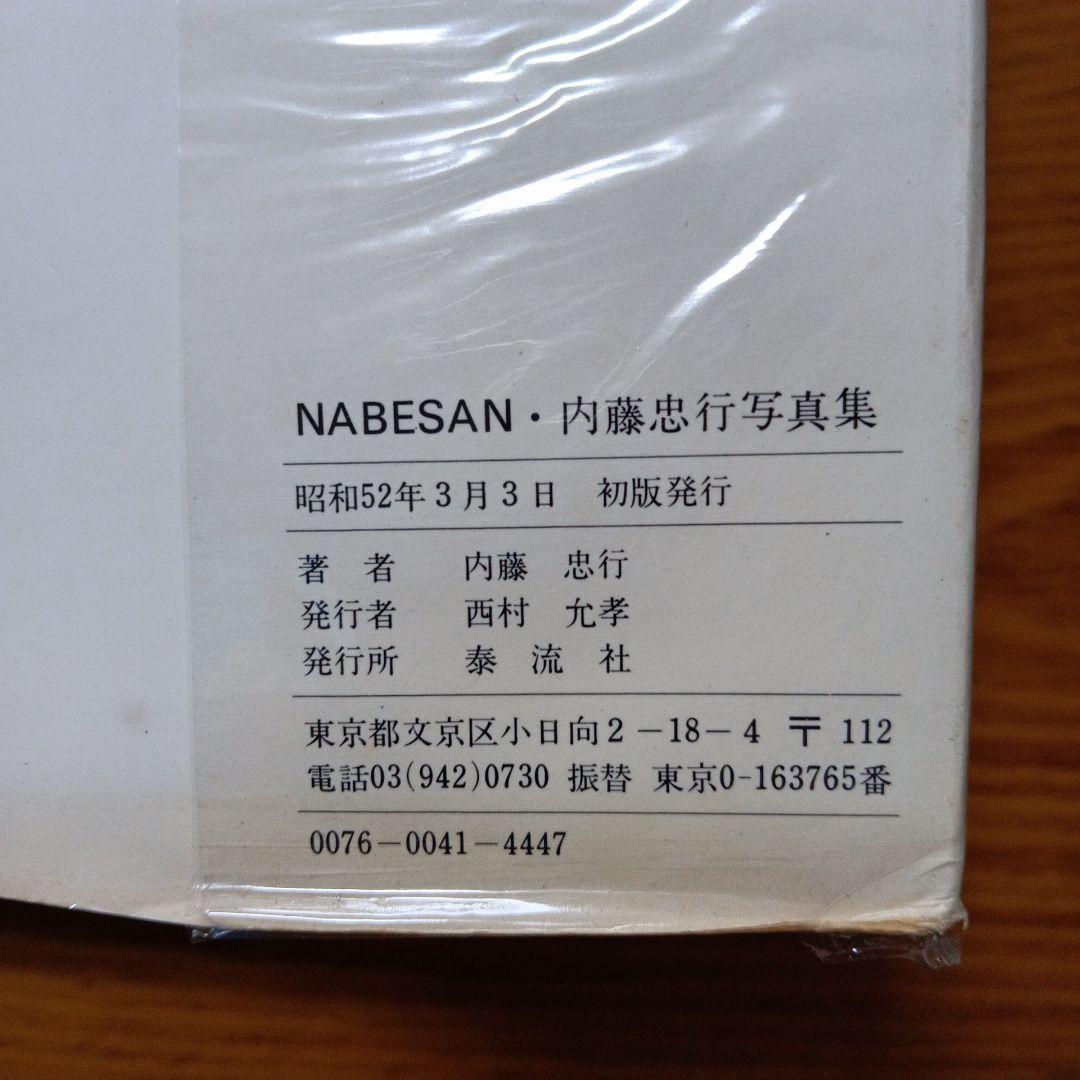 NABESAN・内藤忠行写真集
昭和52年3月3日　初版発行
著　者　　内藤　忠行
発行者　　西村　允孝
発行所　　泰　流　社
東京都文京区小日向2－18－4　〒112
電話03(942)0730 振替 東京0-163765番
0076－0041－4447